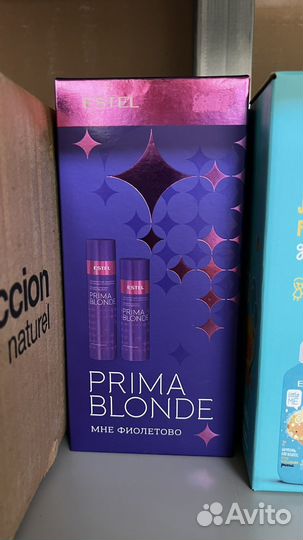 ESTEL
ccion
naturel
ESTEL
PRIMA
BLONDE
ESTEL
PRIMA
BLONDE
PRIMA
BLONDE
МНЕ ФИОЛЕТОВО
Avito